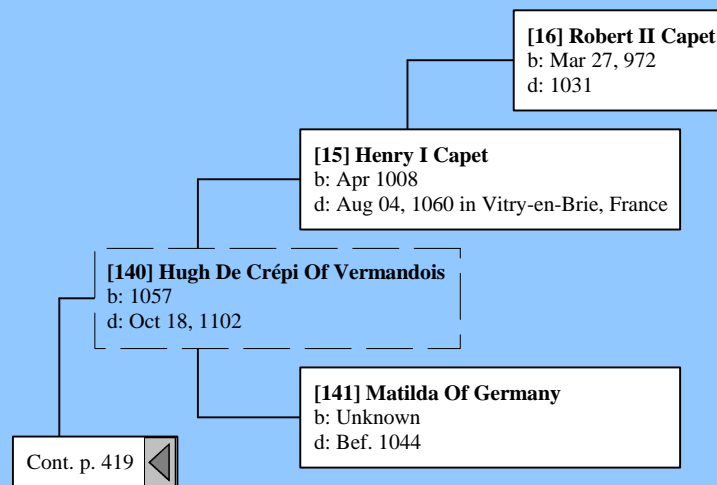 [16] Robert II Capet
b: Mar 27, 972
d: 1031
[15] Henry I Capet
b: Apr 1008
d: Aug 04, 1060 in Vitry-en-Brie, France
[140] Hugh De Crépi Of Vermandois
b: 1057
d: Oct 18, 1102
[141] Matilda Of Germany
b: Unknown
d: Bef. 1044
Cont. p. 419